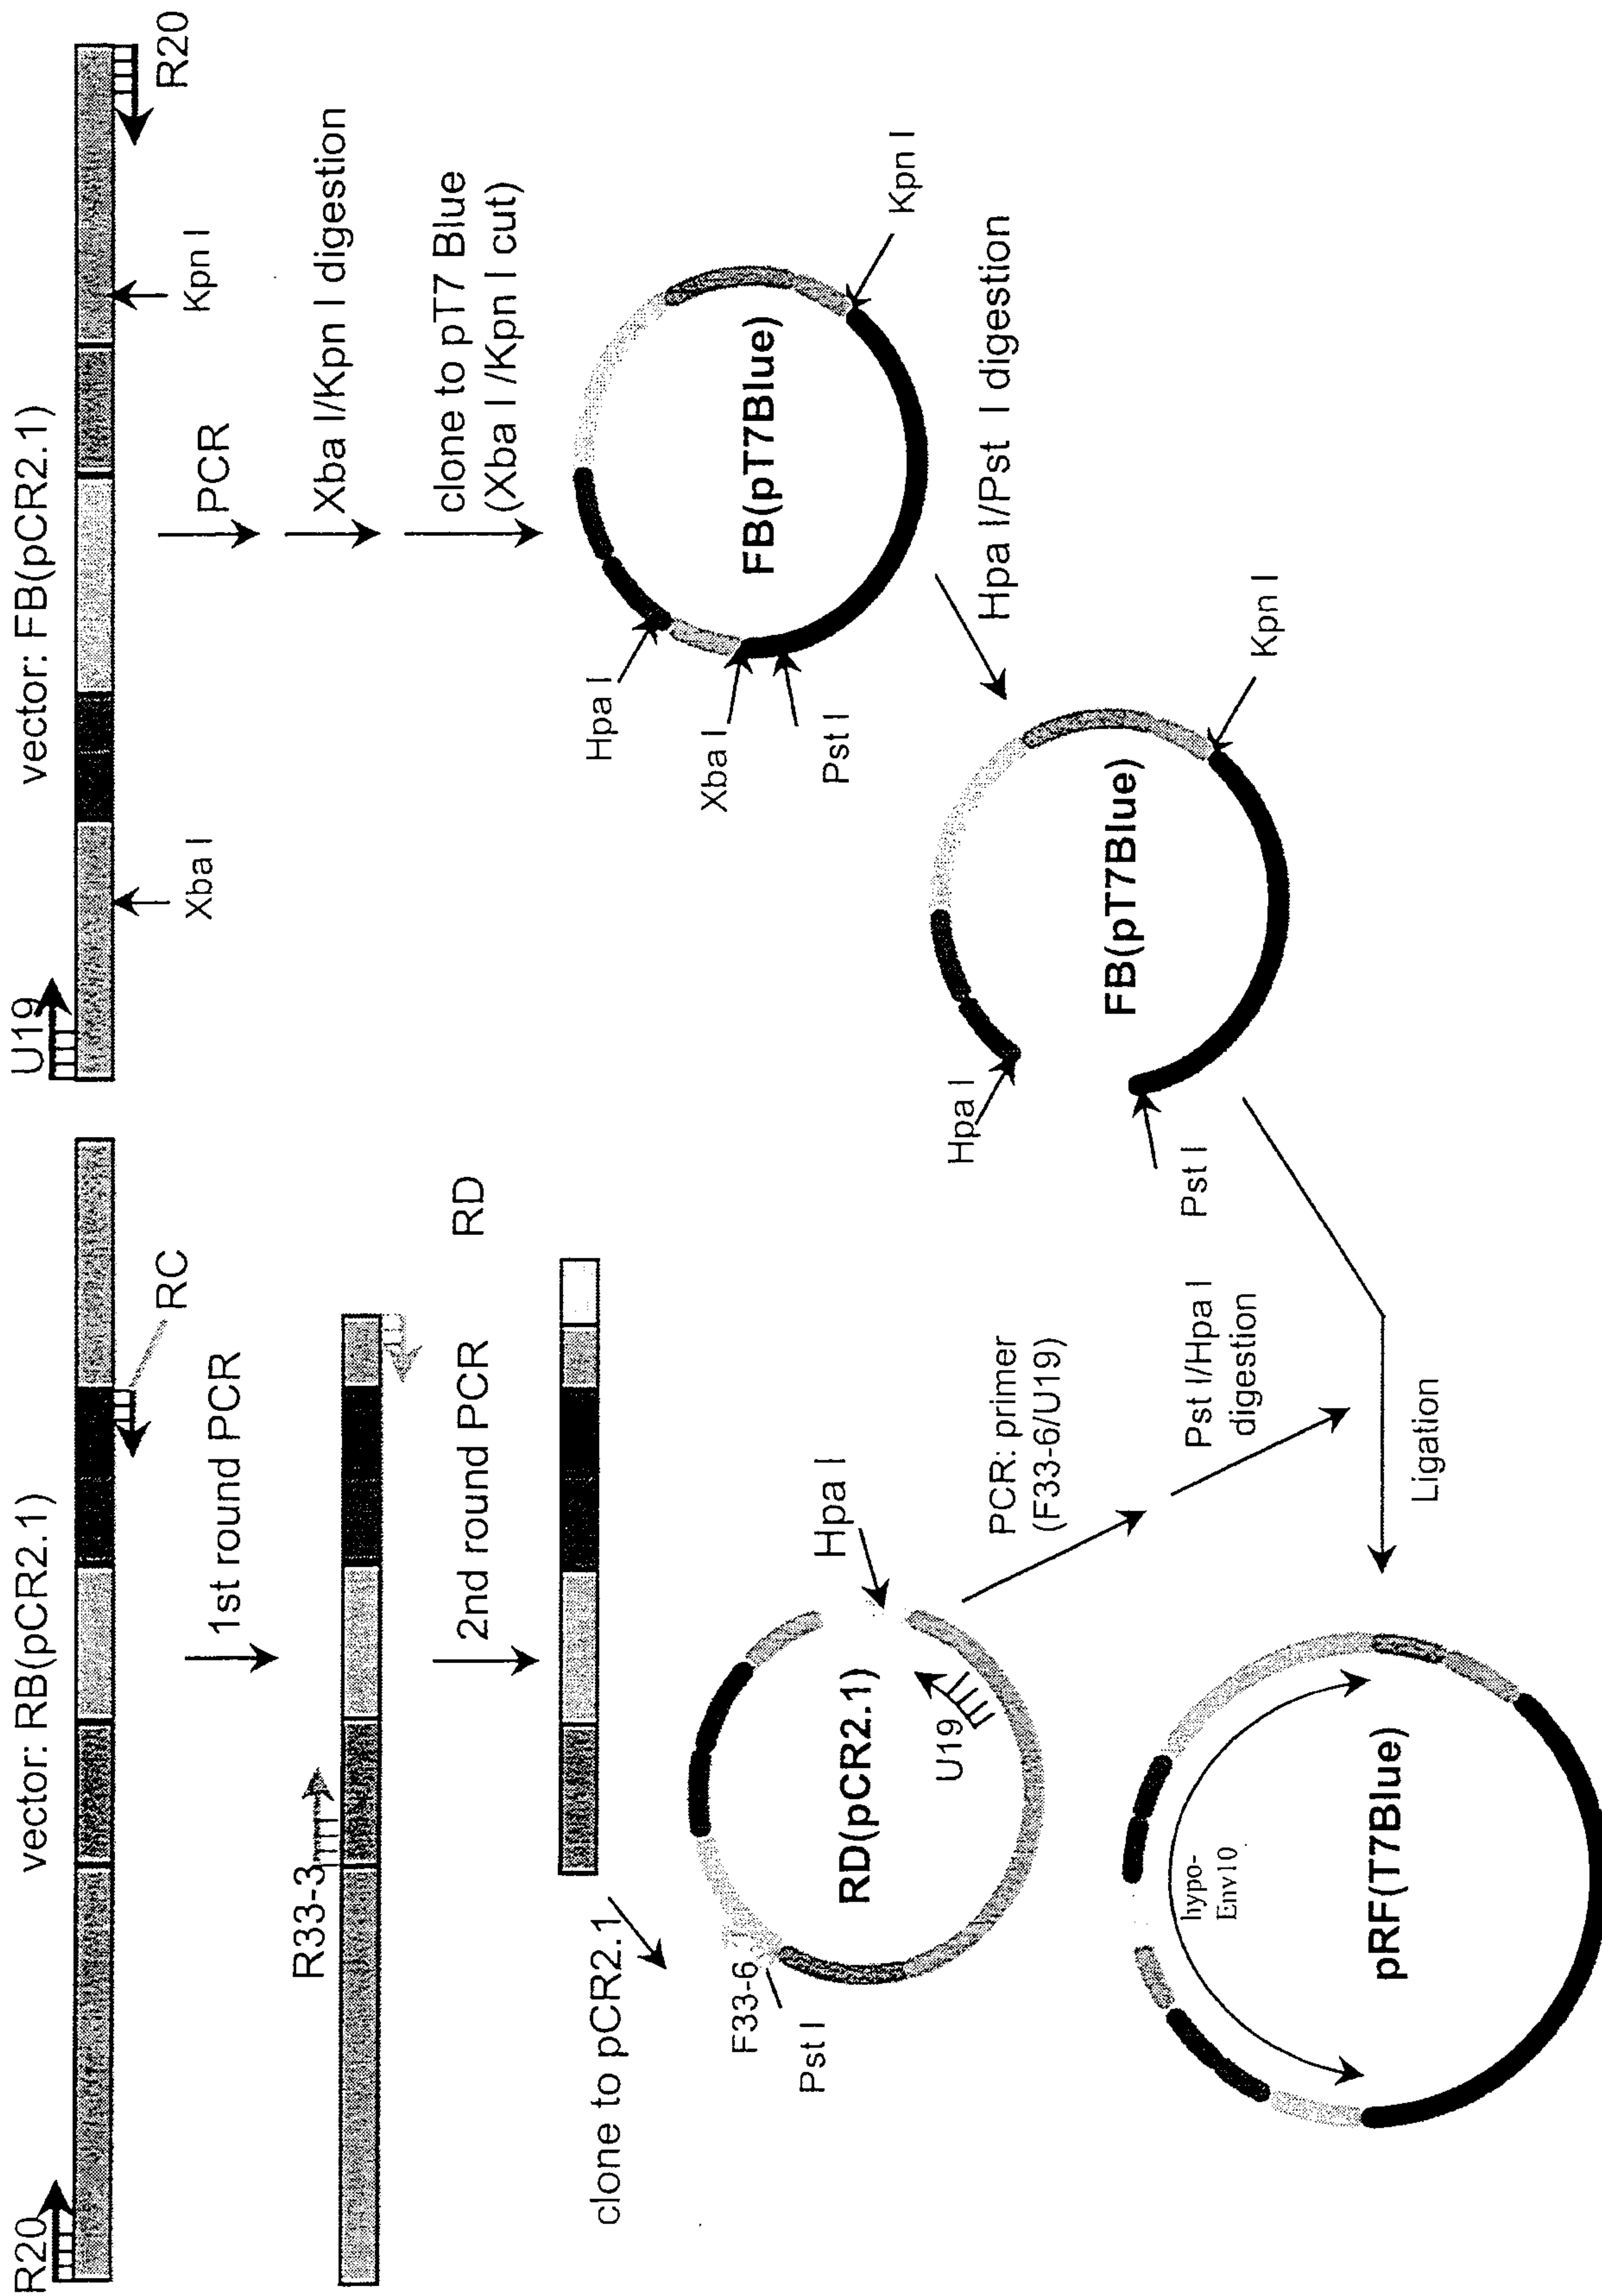 vector: RB(pCR2.1)
R20
RC
1st round PCR
R33-3
2nd round PCR
RD
clone to pCR2.1
F33-6
Pst I
RD(pCR2.1)
U19
Hpa I
PCR: primer
(F33-6/U19)
Pst I/Hpa I
digestion
vector: FB(pCR2.1)
U19
R20
Xba I
Kpn I
PCR
Xba I/Kpn I digestion
clone to pT7 Blue
(Xba I /Kpn I cut)
Hpa I
Xba I
Pst I
FB(pT7Blue)
Kpn I
Hpa I/Pst I digestion
Hpa I
Pst I
FB(pT7Blue)
Kpn I
Ligation
hypo-
Env10
pRF(T7Blue)